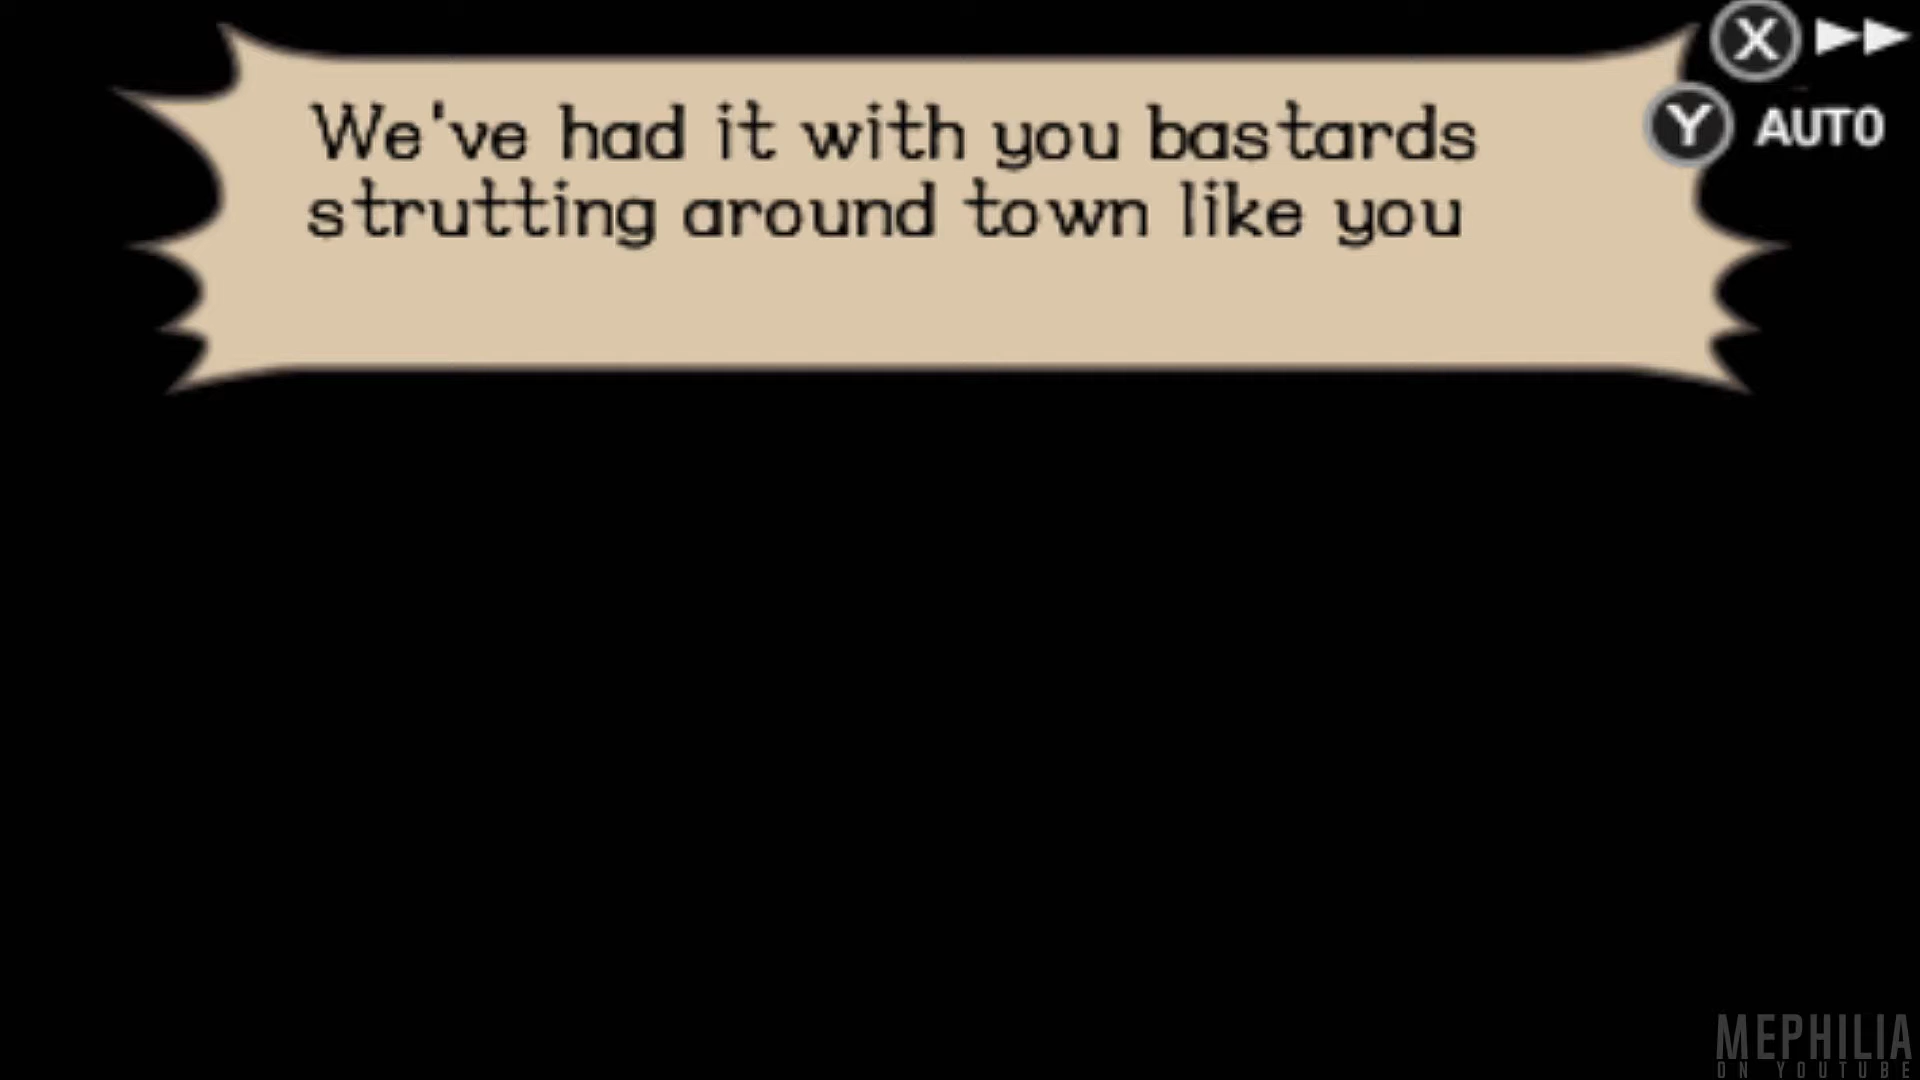 We've had it with you bastards
strutting around town like you
X
Y AUTO
MEPHILIA
ON YOUTUBE